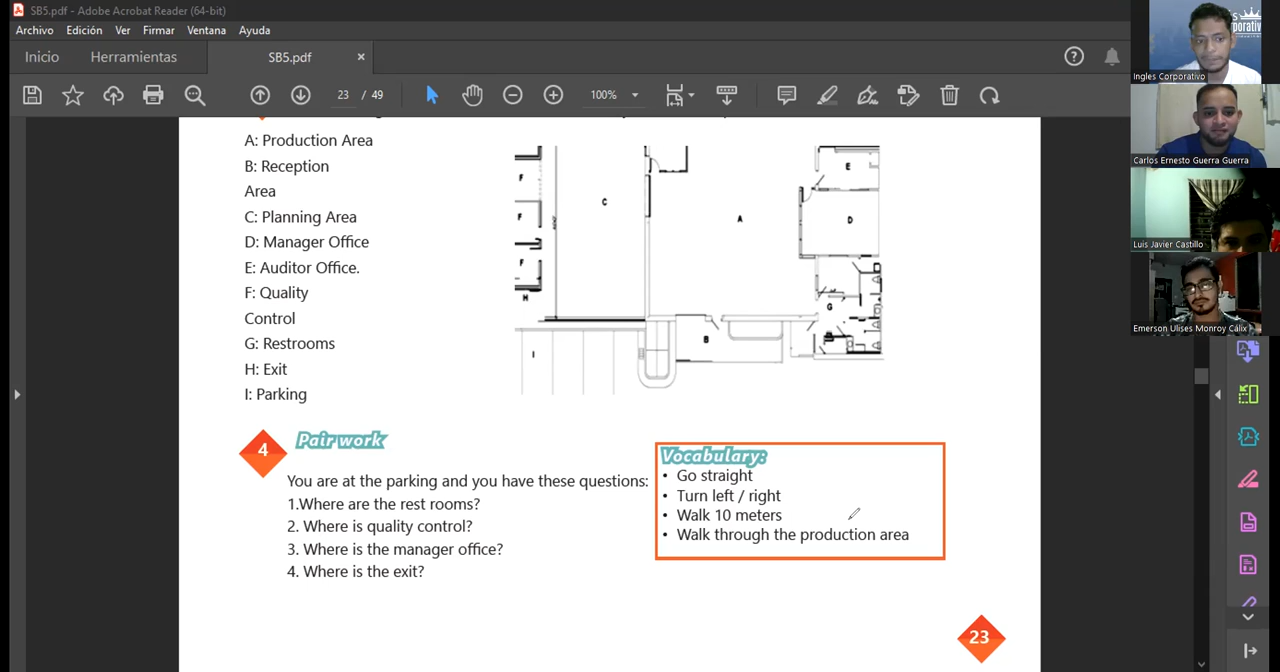 SB5.pdf - Adobe Acrobat Reader (64-bit)
Archivo Edición Ver Firmar Ventana Ayuda
Inicio Herramientas SB5.pdf
23 / 49 100%
A: Production Area
B: Reception
Area
C: Planning Area
D: Manager Office
E: Auditor Office.
F: Quality
Control
G: Restrooms
H: Exit
I: Parking
F
F
F
H
C
A
E
D
G
B
I
4
Pair work
You are at the parking and you have these questions:
1.Where are the rest rooms?
2. Where is quality control?
3. Where is the manager office?
4. Where is the exit?
Vocabulary:
• Go straight
• Turn left / right
• Walk 10 meters
• Walk through the production area
23
Ingles Corporativo
Carlos Ernesto Guerra Guerra
Luis Javier Castillo
Emerson Ulises Monroy Cálix